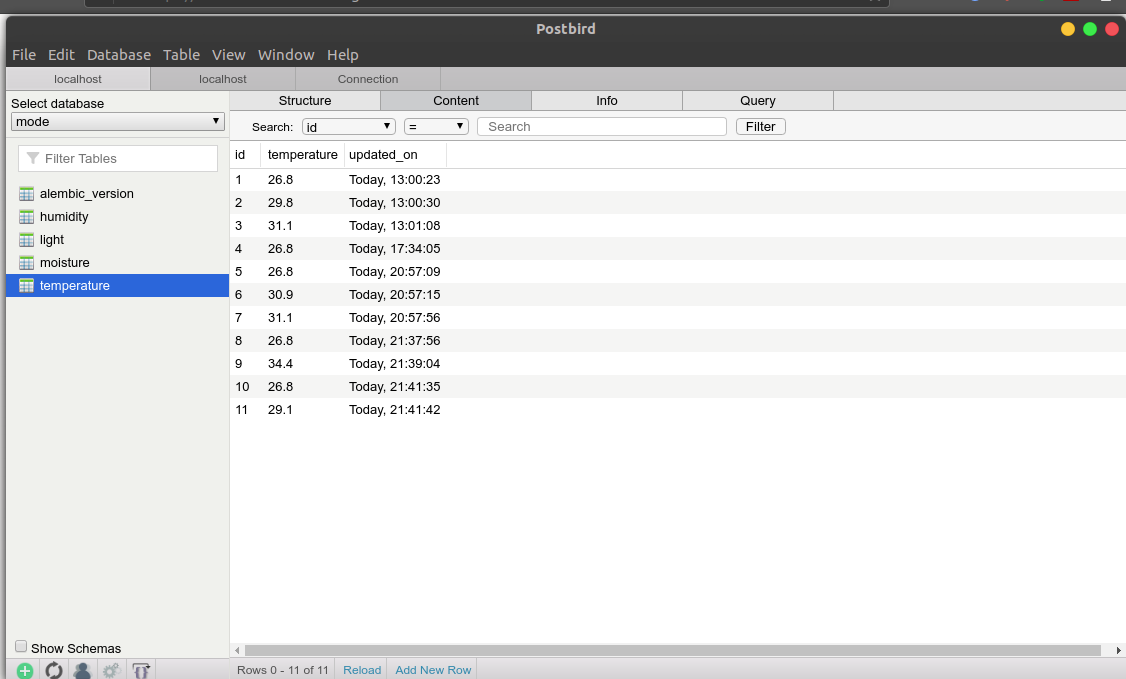 Postbird
File Edit Database Table View Window Help
localhost localhost Connection
Select database
mode
Filter Tables
alembic_version
humidity
light
moisture
temperature
Show Schemas
Structure Content Info Query
Search: id = Search Filter
id temperature updated_on
1 26.8 Today, 13:00:23
2 29.8 Today, 13:00:30
3 31.1 Today, 13:01:08
4 26.8 Today, 17:34:05
5 26.8 Today, 20:57:09
6 30.9 Today, 20:57:15
7 31.1 Today, 20:57:56
8 26.8 Today, 21:37:56
9 34.4 Today, 21:39:04
10 26.8 Today, 21:41:35
11 29.1 Today, 21:41:42
Rows 0 - 11 of 11 Reload Add New Row